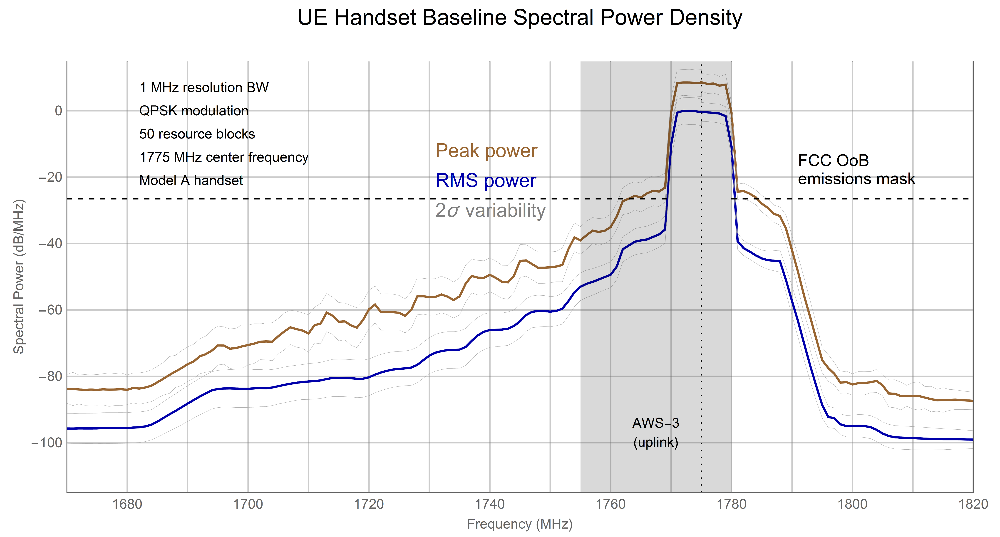 UE Handset Baseline Spectral Power Density
1 MHz resolution BW
QPSK modulation
50 resource blocks
1775 MHz center frequency
Model A handset
Peak power
RMS power
2σ variability
FCC OoB
emissions mask
AWS−3
(uplink)
Spectral Power (dB/MHz)
0
−20
−40
−60
−80
−100
1680
1700
1720
1740
1760
1780
1800
1820
Frequency (MHz)